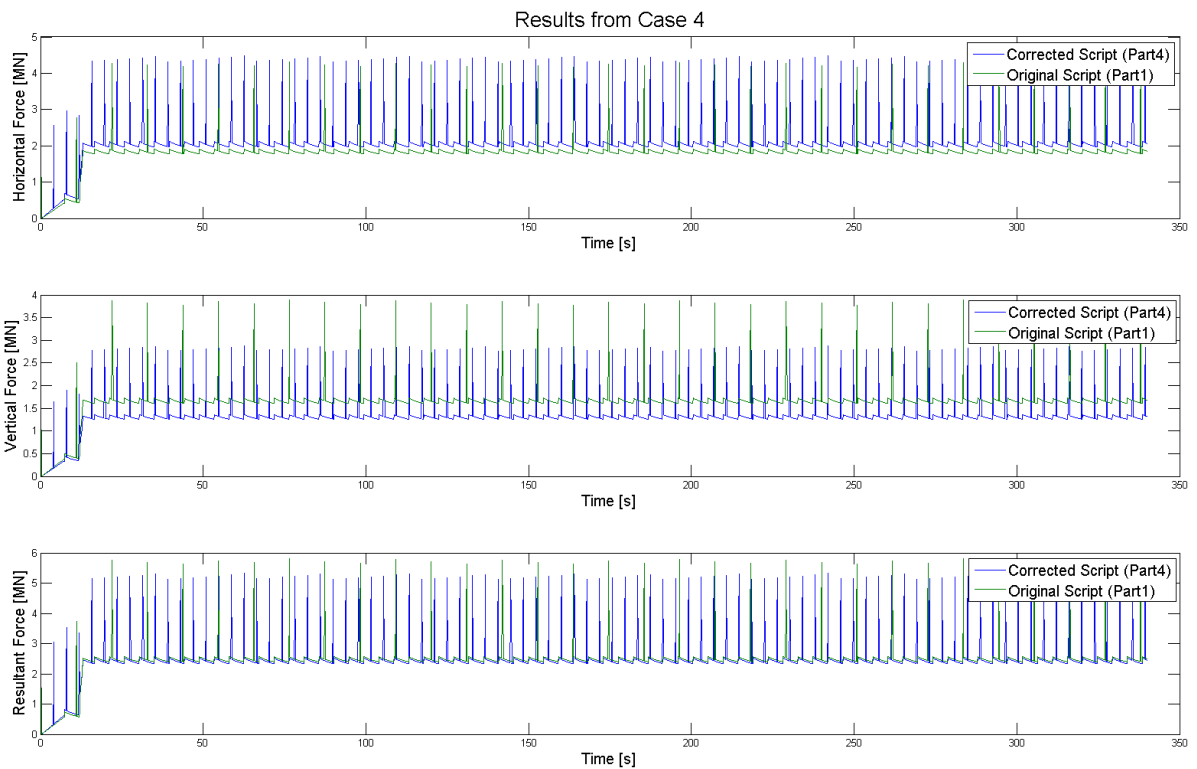 Results from Case 4
Horizontal Force [MN]
5
4
3
2
1
0
Corrected Script (Part4)
Original Script (Part1)
0 50 100 150 200 250 300 350
Time [s]
Vertical Force [MN]
4
3.5
3
2.5
2
1.5
1
0.5
0
Corrected Script (Part4)
Original Script (Part1)
0 50 100 150 200 250 300 350
Time [s]
Resultant Force [MN]
6
5
4
3
2
1
0
Corrected Script (Part4)
Original Script (Part1)
0 50 100 150 200 250 300 350
Time [s]